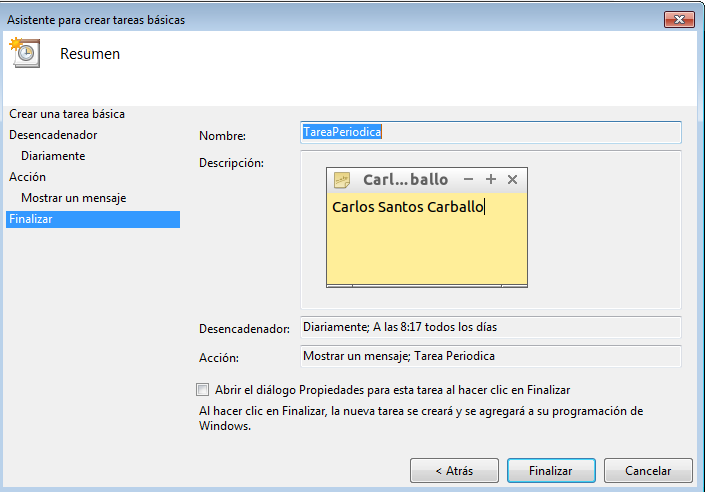 Asistente para crear tareas básicas
Resumen
Crear una tarea básica
Desencadenador
Diariamente
Acción
Mostrar un mensaje
Finalizar
Nombre:
TareaPeriodica
Descripción:
Carl...ballo
Carlos Santos Carballo
Desencadenador:
Diariamente; A las 8:17 todos los días
Acción:
Mostrar un mensaje; Tarea Periodica
Abrir el diálogo Propiedades para esta tarea al hacer clic en Finalizar
Al hacer clic en Finalizar, la nueva tarea se creará y se agregará a su programación de
Windows.
< Atrás
Finalizar
Cancelar